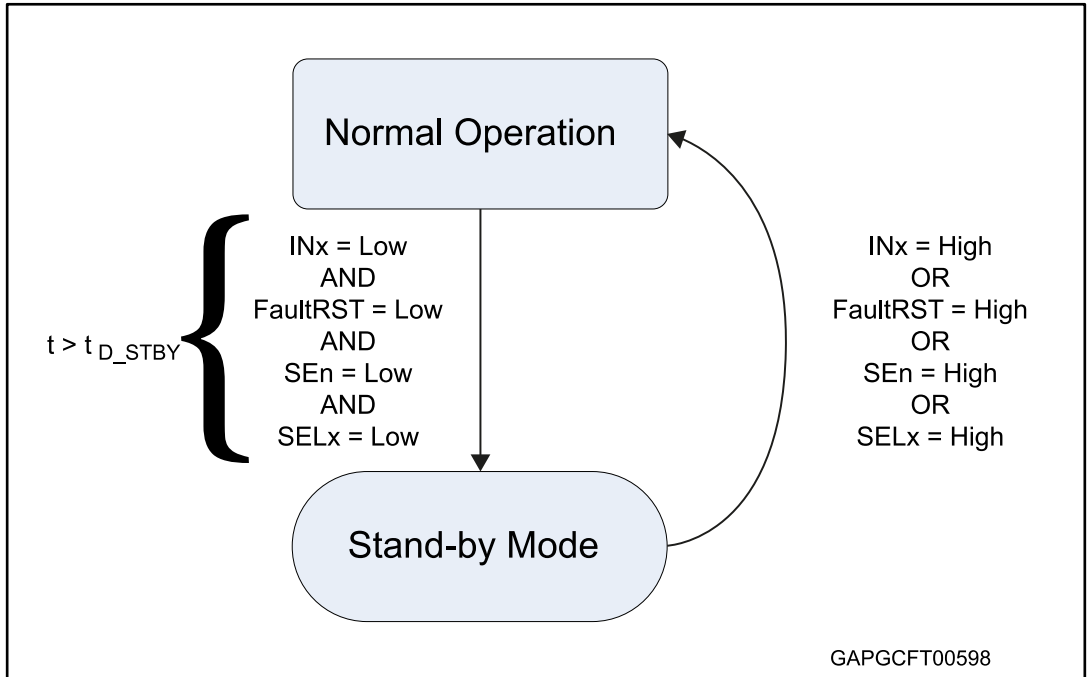 Normal Operation
INx = Low
AND
FaultRST = Low
AND
SEn = Low
AND
SELx = Low
t > t D_STBY
{
INx = High
OR
FaultRST = High
OR
SEn = High
OR
SELx = High
Stand-by Mode
GAPGCFT00598